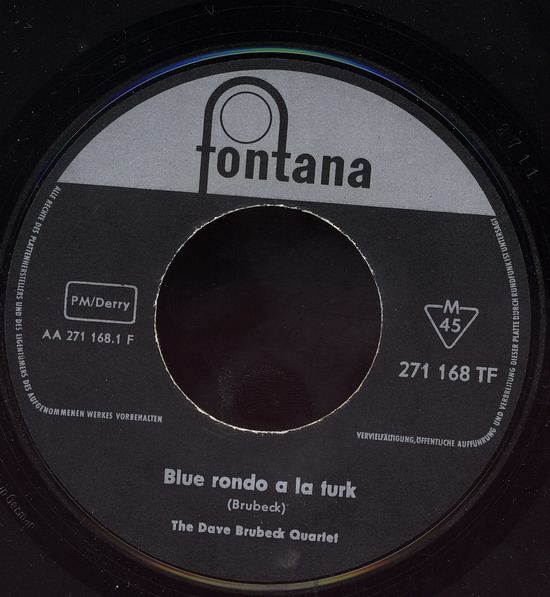 fontana
ALLE RECHTE DES PLATTENHERSTELLERS UND DES EIGENTÜMERS DES AUFGENOMMENEN WERKES VORBEHALTEN
PM/Derry
AA 271 168.1 F
M
45
271 168 TF
VERVIELFÄLTIGUNG, ÖFFENTLICHE AUFFÜHRUNG UND VERBREITUNG DIESER PLATTE DURCH RUNDFUNK IST UNTERSAGT
Blue rondo a la turk
(Brubeck)
The Dave Brubeck Quartet